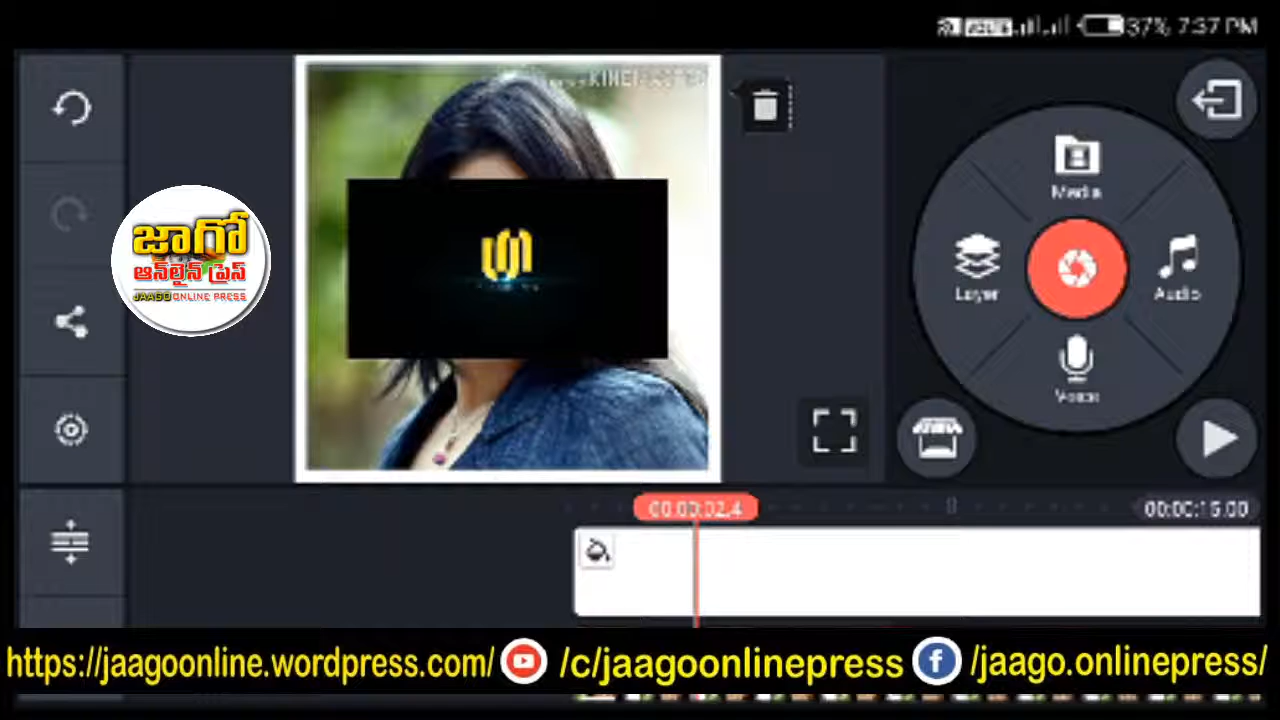 37% 7:37 PM
KINEMASTER
Media
జాగో
ఆన్‌లైన్ ప్రెస్
JAAGO ONLINE PRESS
Layer
Audio
Voice
00:00:02.4
00:00:15.00
https://jaagoonline.wordpress.com/ /c/jaagoonlinepress /jaago.onlinepress/